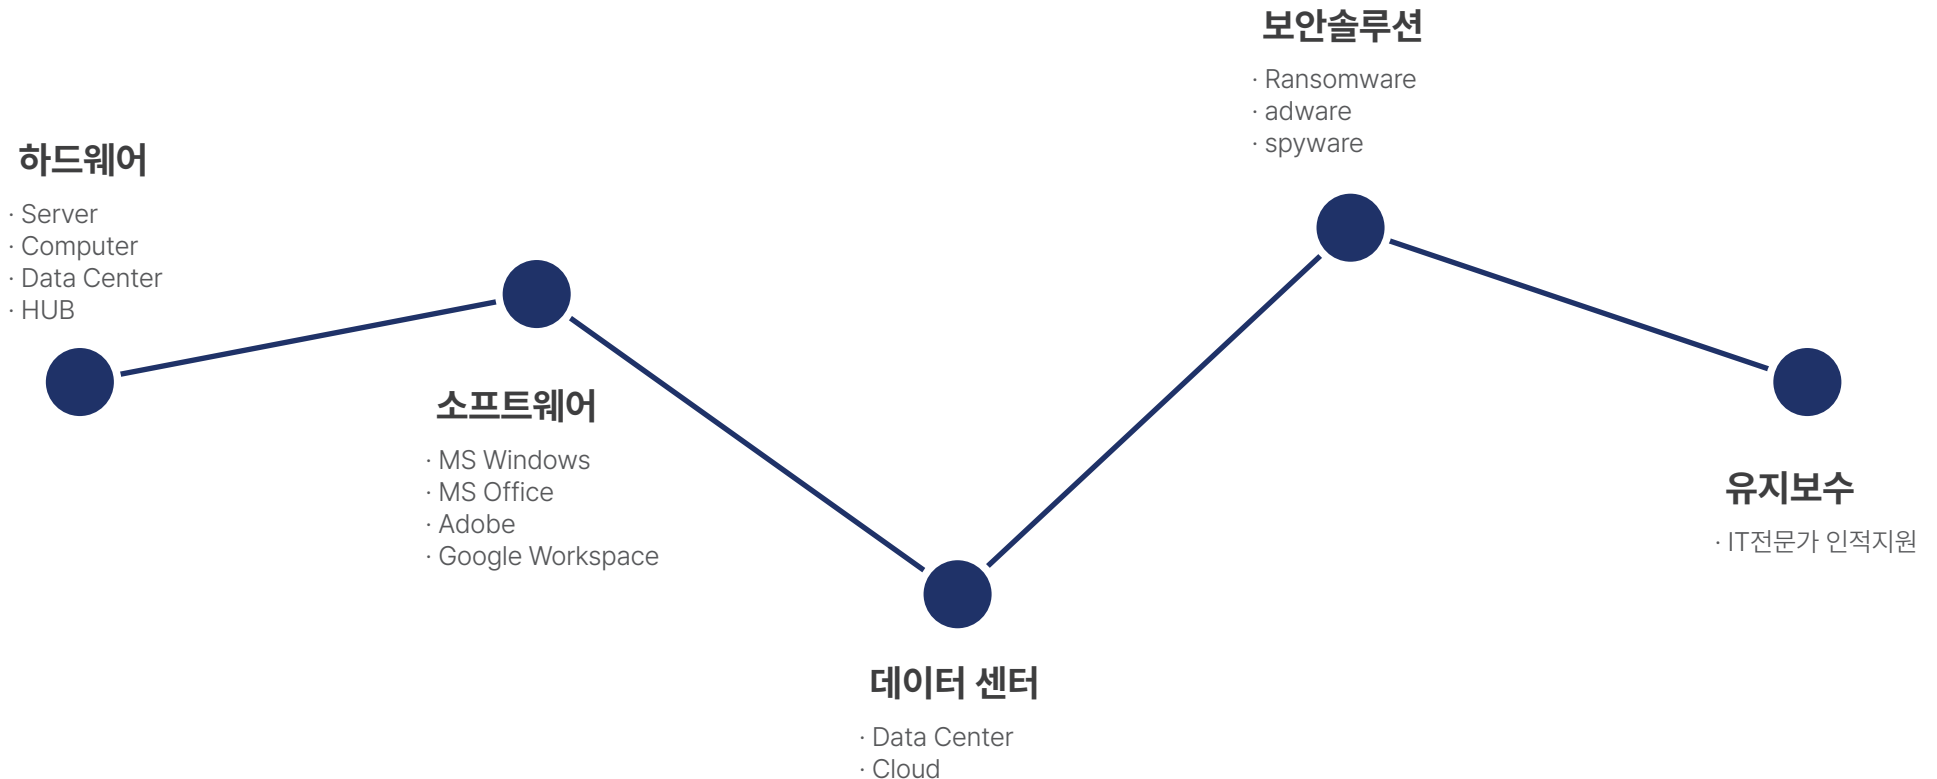 하드웨어
· Server
· Computer
· Data Center
· HUB
소프트웨어
· MS Windows
· MS Office
· Adobe
· Google Workspace
데이터 센터
· Data Center
· Cloud
보안솔루션
· Ransomware
· adware
· spyware
유지보수
· IT전문가 인적지원